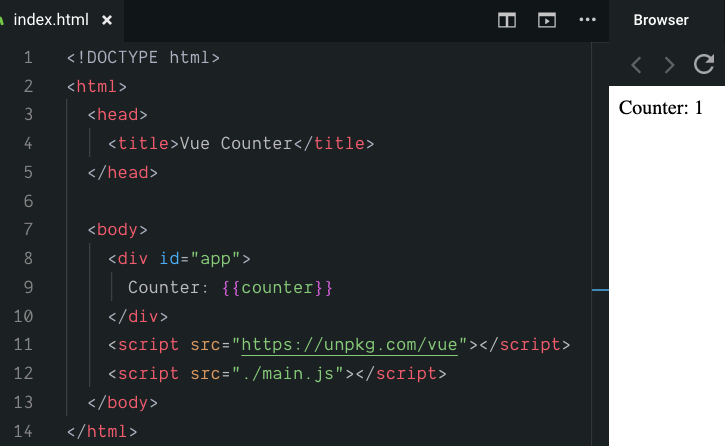 index.html ×
Browser
1 <!DOCTYPE html>
2 <html>
3 <head>
4 <title>Vue Counter</title>
5 </head>
6
7 <body>
8 <div id="app">
9 Counter: {{counter}}
10 </div>
11 <script src="https://unpkg.com/vue"></script>
12 <script src="./main.js"></script>
13 </body>
14 </html>
Counter: 1